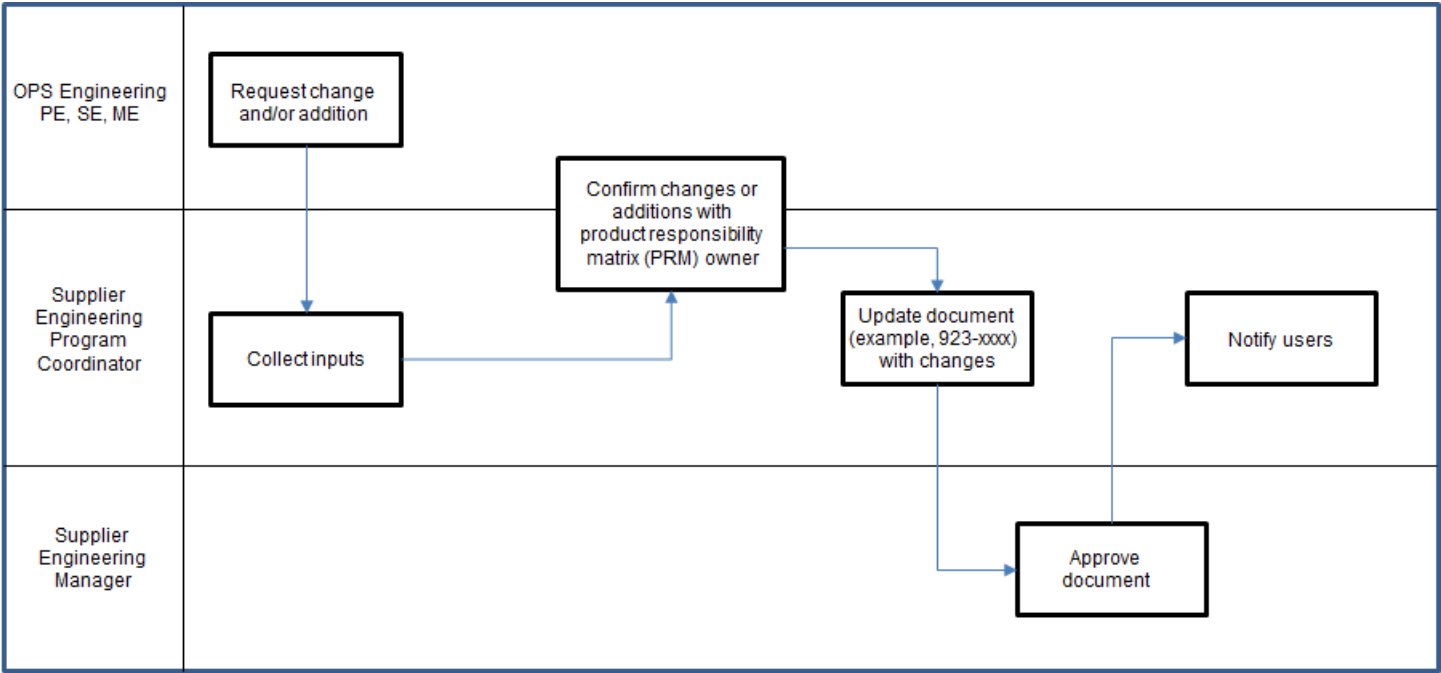 OPS Engineering
PE, SE, ME
Request change
and/or addition
Confirm changes or
additions with
product responsibility
matrix (PRM) owner
Supplier
Engineering
Program
Coordinator
Collect inputs
Update document
(example, 923-xxxx)
with changes
Notify users
Supplier
Engineering
Manager
Approve
document